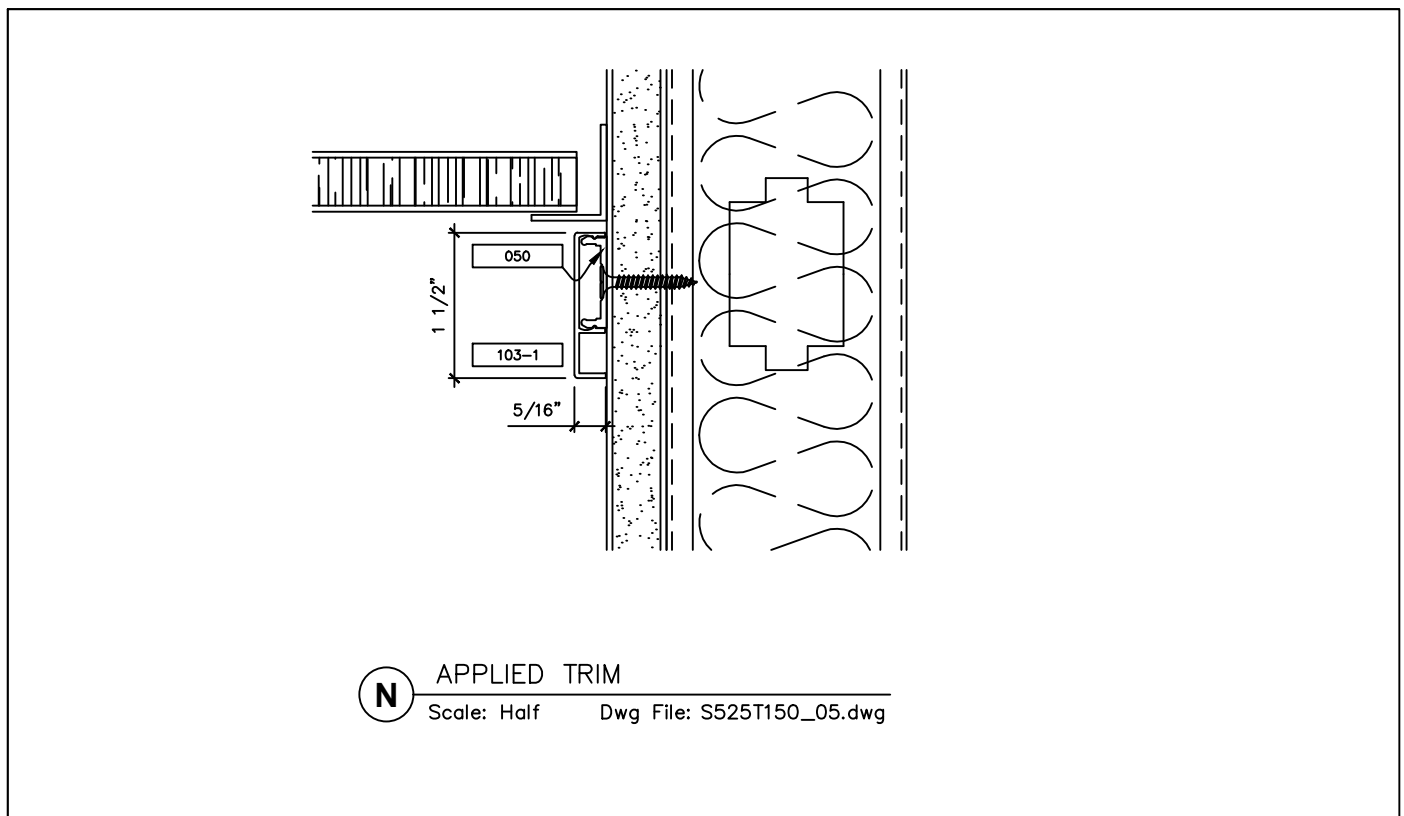 050
1 1/2”
103-1
5/16”
N
APPLIED TRIM
Scale: Half Dwg File: S525T150_05.dwg